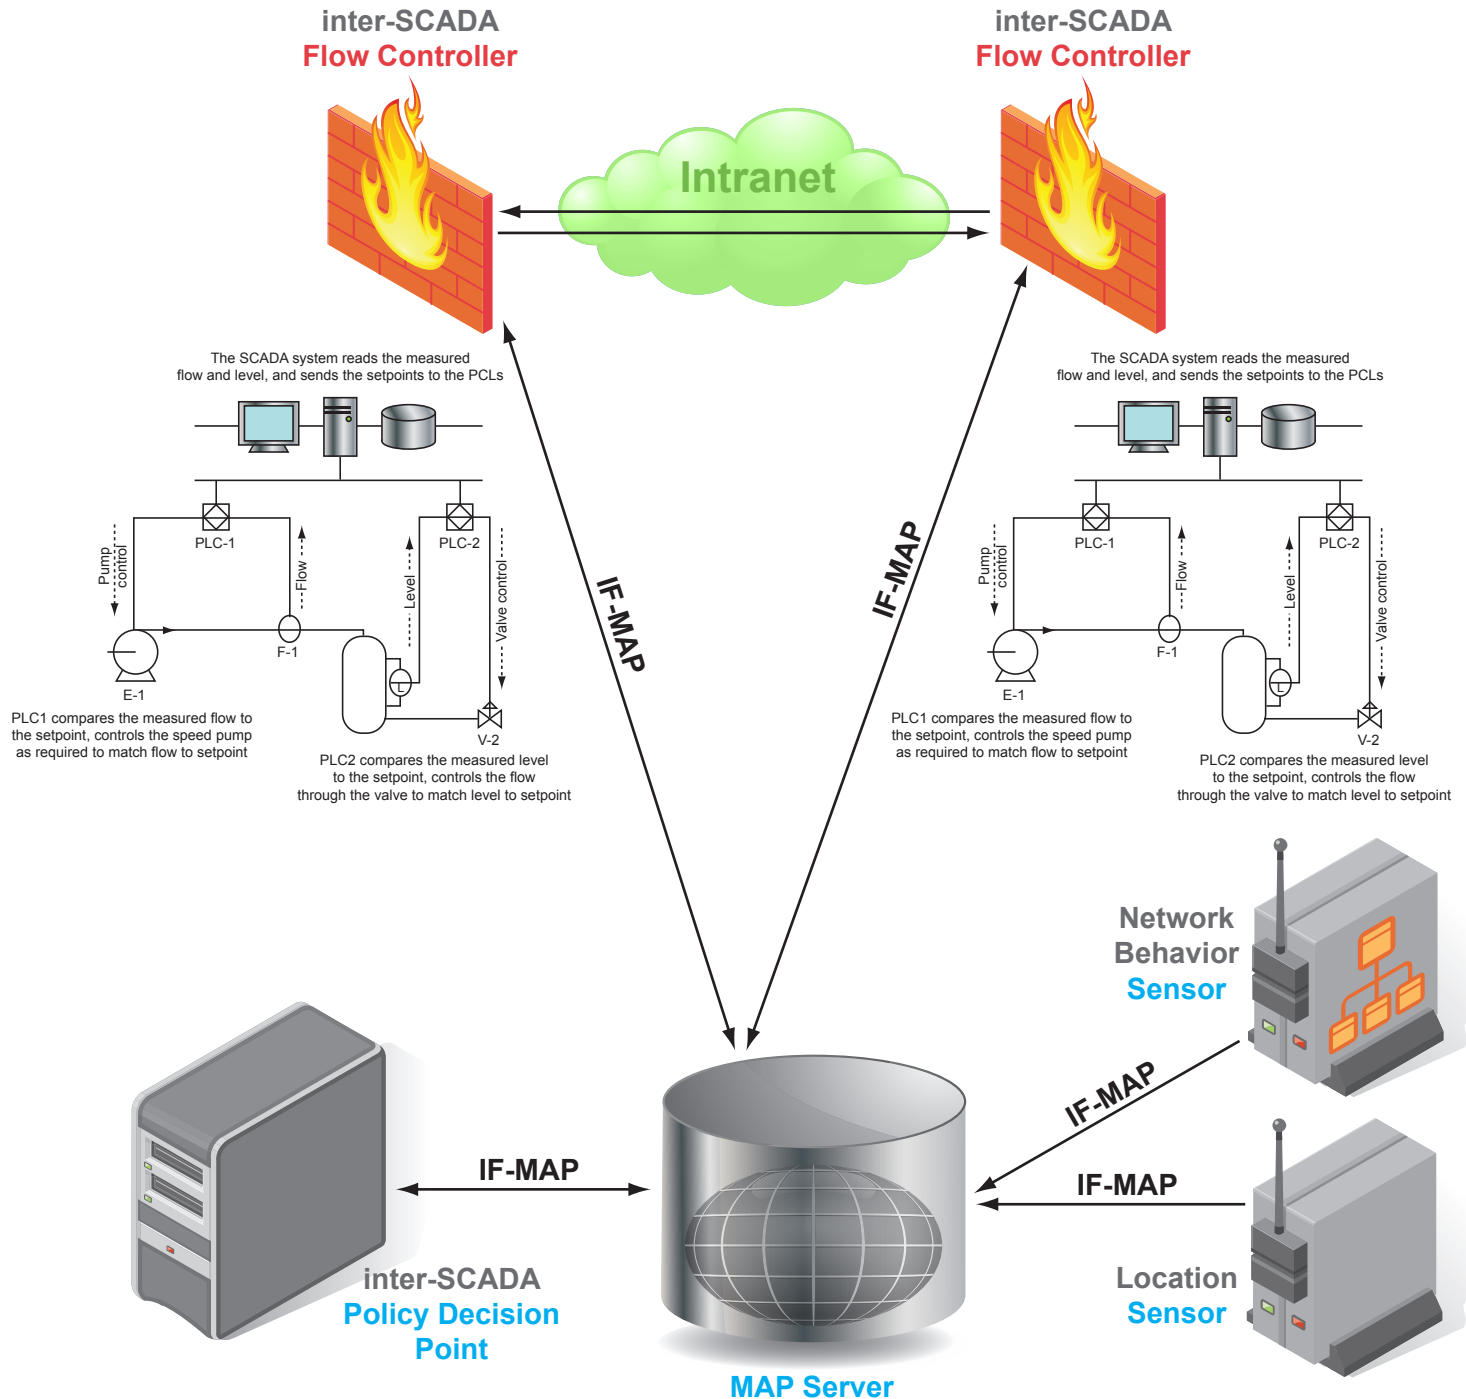 inter-SCADA
Flow Controller
inter-SCADA
Flow Controller
Intranet
The SCADA system reads the measured
flow and level, and sends the setpoints to the PCLs
PLC-1
PLC-2
Pump
control
Flow
Level
Valve control
F-1
E-1
L
V-2
PLC1 compares the measured flow to
the setpoint, controls the speed pump
as required to match flow to setpoint
PLC2 compares the measured level
to the setpoint, controls the flow
through the valve to match level to setpoint
The SCADA system reads the measured
flow and level, and sends the setpoints to the PCLs
PLC-1
PLC-2
Pump
control
Flow
Level
Valve control
F-1
E-1
L
V-2
PLC1 compares the measured flow to
the setpoint, controls the speed pump
as required to match flow to setpoint
PLC2 compares the measured level
to the setpoint, controls the flow
through the valve to match level to setpoint
IF-MAP
IF-MAP
Network
Behavior
Sensor
IF-MAP
IF-MAP
IF-MAP
Location
Sensor
inter-SCADA
Policy Decision
Point
MAP Server